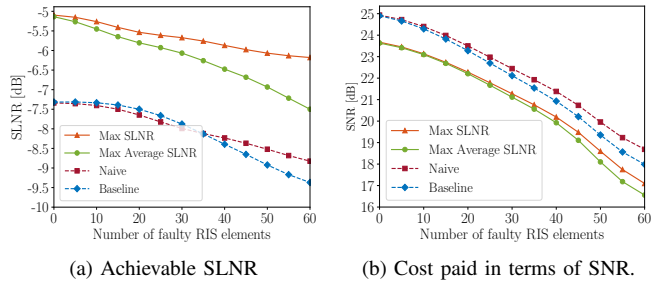 -5
-5.5
-6
-6.5
-7
-7.5
-8
-8.5
-9
-9.5
-10
SLNR [dB]
Max SLNR
Max Average SLNR
Naive
Baseline
0 10 20 30 40 50 60
Number of faulty RIS elements
(a) Achievable SLNR
25
24
23
22
21
20
19
18
17
16
SNR [dB]
Max SLNR
Max Average SLNR
Naive
Baseline
0 10 20 30 40 50 60
Number of faulty RIS elements
(b) Cost paid in terms of SNR.